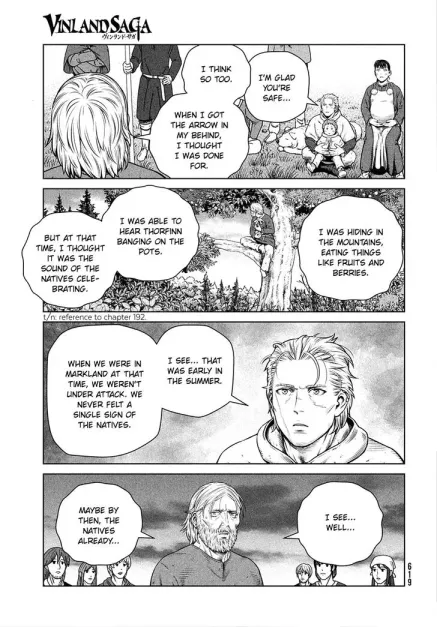 VINLAND SAGA
ヴィンランド・サガ
I'M GLAD
YOU'RE
SAFE...
I THINK
SO TOO.
WHEN I GOT
THE ARROW
IN MY
BEHIND, I
THOUGHT
I WAS DONE
FOR.
I WAS HIDING
IN THE
MOUNTAINS,
EATING THINGS
LIKE FRUITS
AND
BERRIES.
I WAS ABLE TO
HEAR THORFINN
BANGING ON THE
POTS.
BUT AT THAT
TIME, I THOUGHT
IT WAS THE
SOUND OF THE
NATIVES CELE-
BRATING.
t/n: reference to chapter 192.
I SEE... THAT
WAS EARLY IN
THE SUMMER.
WHEN WE WERE
IN MARKLAND AT
THAT TIME, WE
WEREN'T UNDER
ATTACK. WE
NEVER FELT A
SINGLE SIGN OF
THE NATIVES.
I SEE...
WELL...
MAYBE BY
THEN, THE
NATIVES
ALREADY...
619